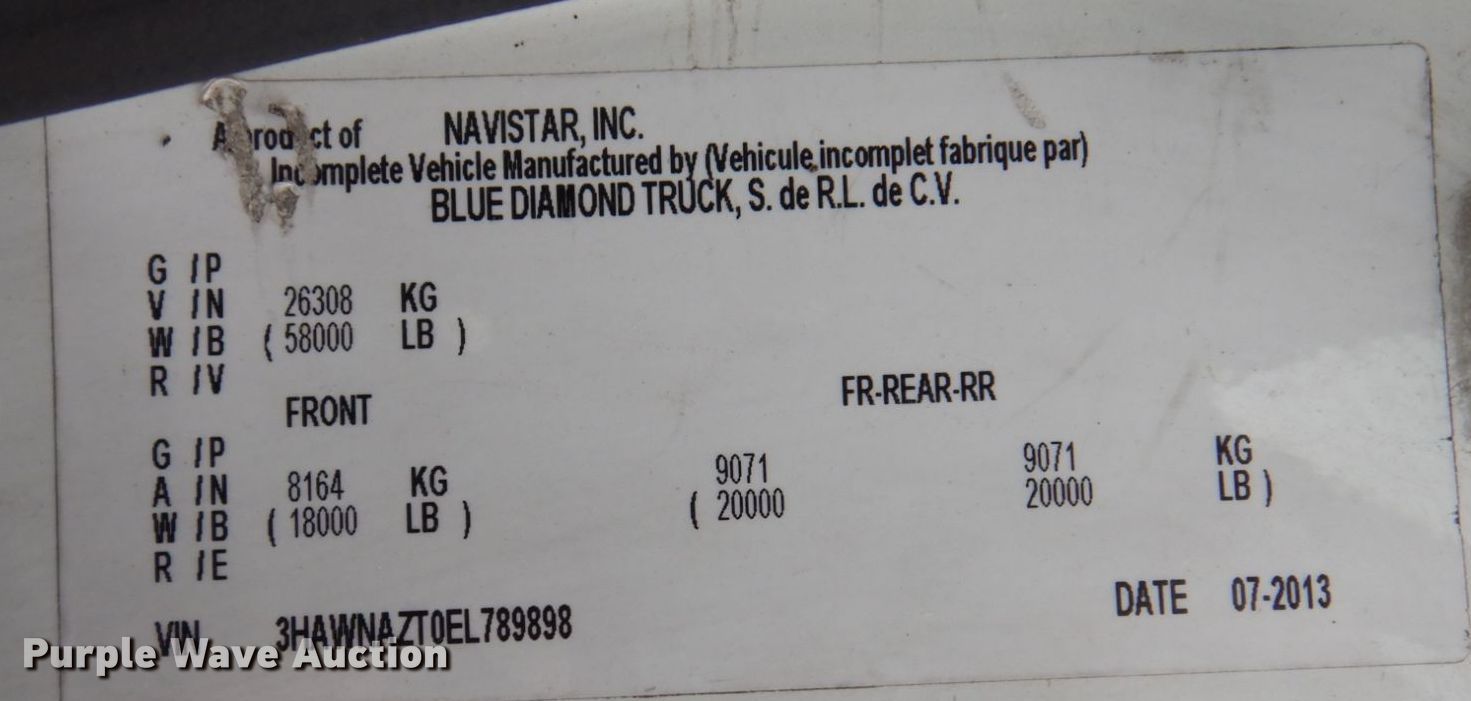 A product of NAVISTAR, INC.
Incomplete Vehicle Manufactured by (Vehicule incomplet fabrique par)
BLUE DIAMOND TRUCK, S. de R.L. de C.V.
G / P
V / N 26308 KG
W / B ( 58000 LB )
R / V
FRONT FR-REAR-RR
G / P
A / N 8164 KG 9071 9071 KG
W / B ( 18000 LB ) ( 20000 20000 LB )
R / E
DATE 07-2013
VIN 3HAWNAZT0EL789898
Purple Wave Auction